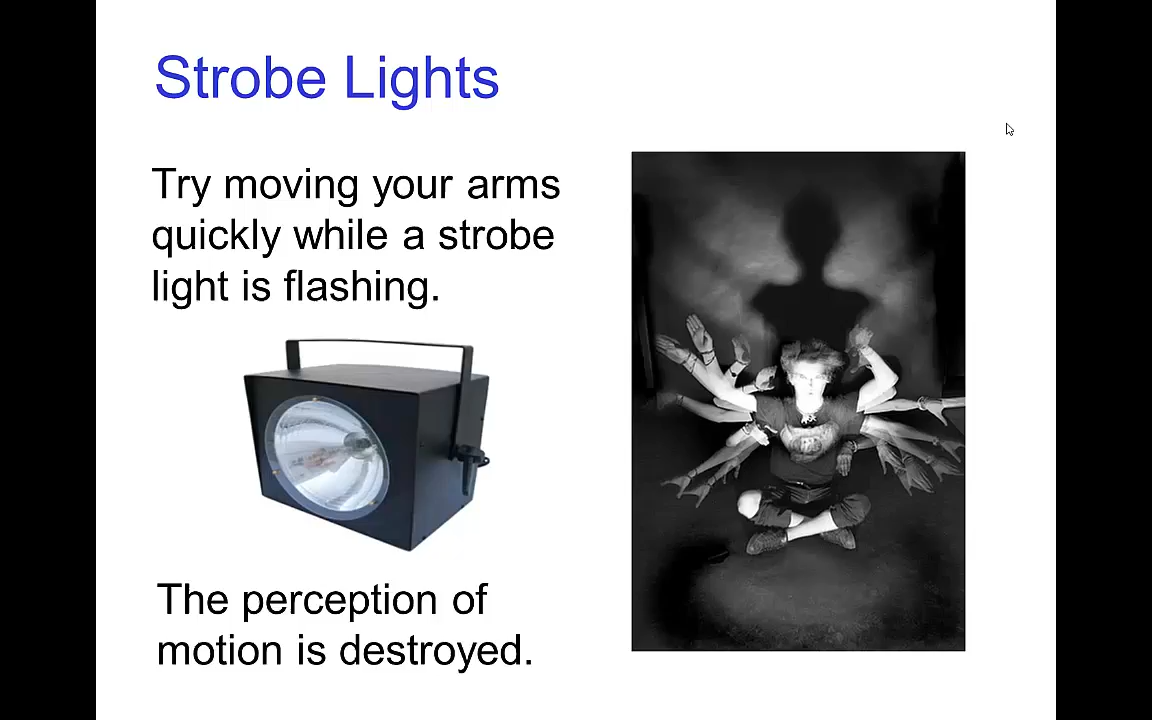 Strobe Lights
Try moving your arms
quickly while a strobe
light is flashing.
The perception of
motion is destroyed.